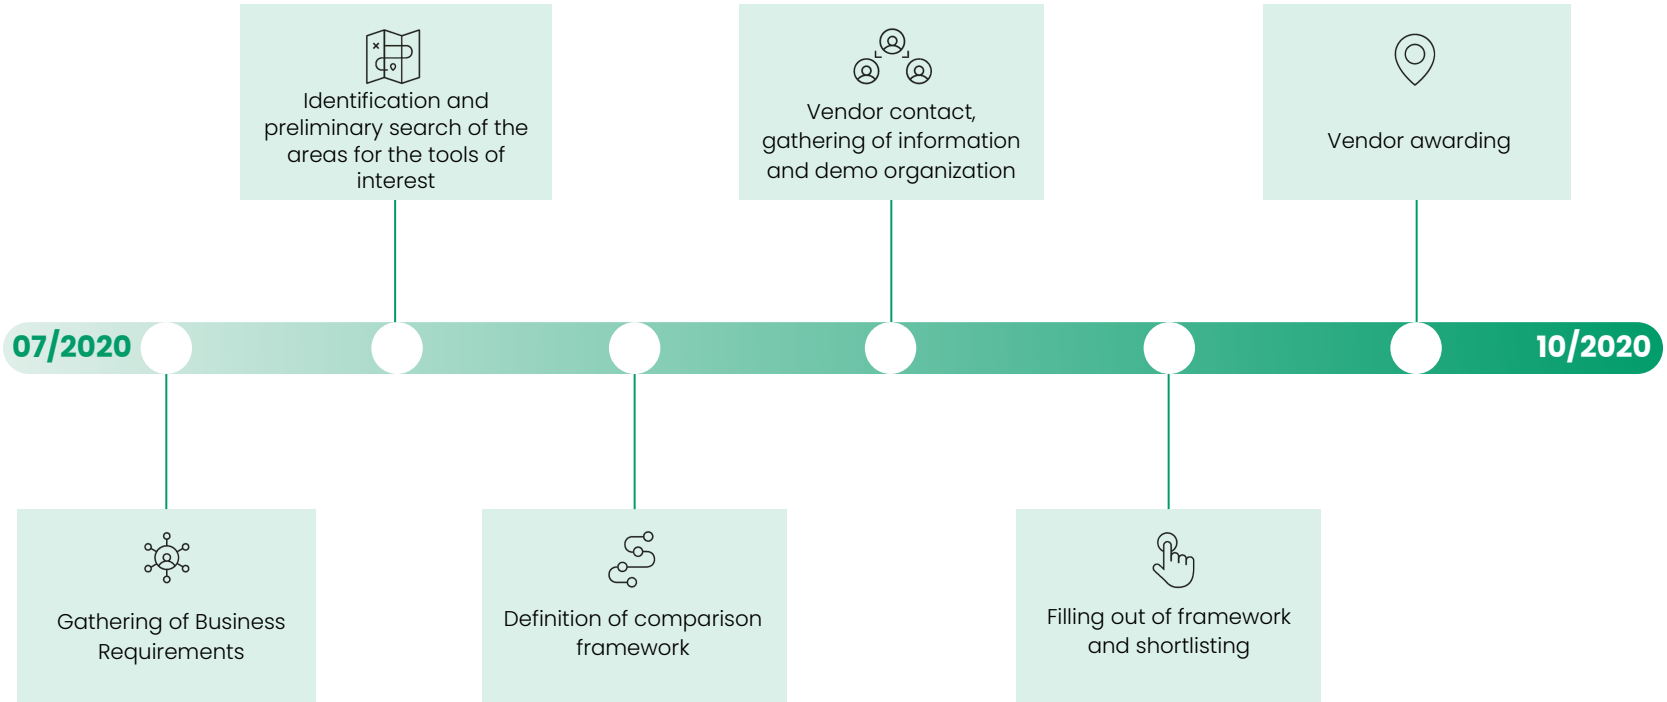 Identification and
preliminary search of the
areas for the tools of
interest
Vendor contact,
gathering of information
and demo organization
Vendor awarding
07/2020
10/2020
Gathering of Business
Requirements
Definition of comparison
framework
Filling out of framework
and shortlisting